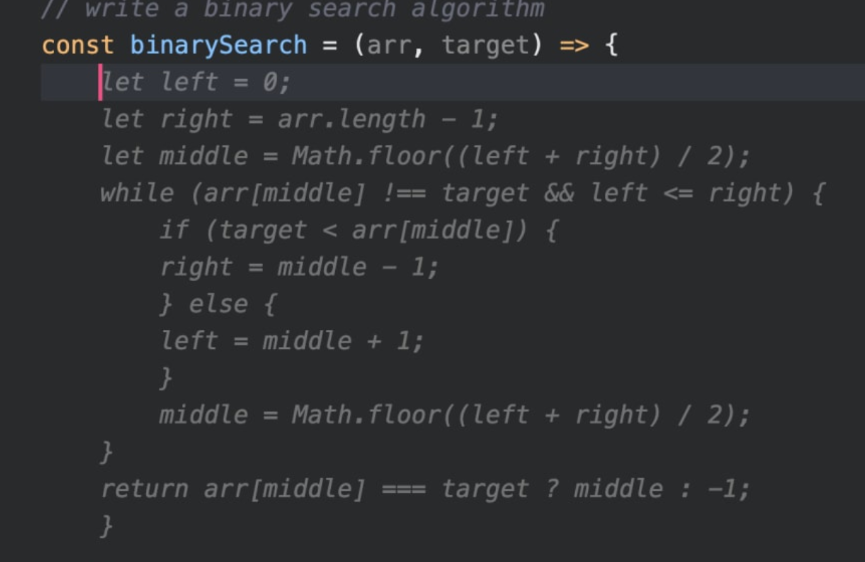 // write a binary search algorithm
const binarySearch = (arr, target) => {
let left = 0;
let right = arr.length - 1;
let middle = Math.floor((left + right) / 2);
while (arr[middle] !== target && left <= right) {
if (target < arr[middle]) {
right = middle - 1;
} else {
left = middle + 1;
}
middle = Math.floor((left + right) / 2);
}
return arr[middle] === target ? middle : -1;
}